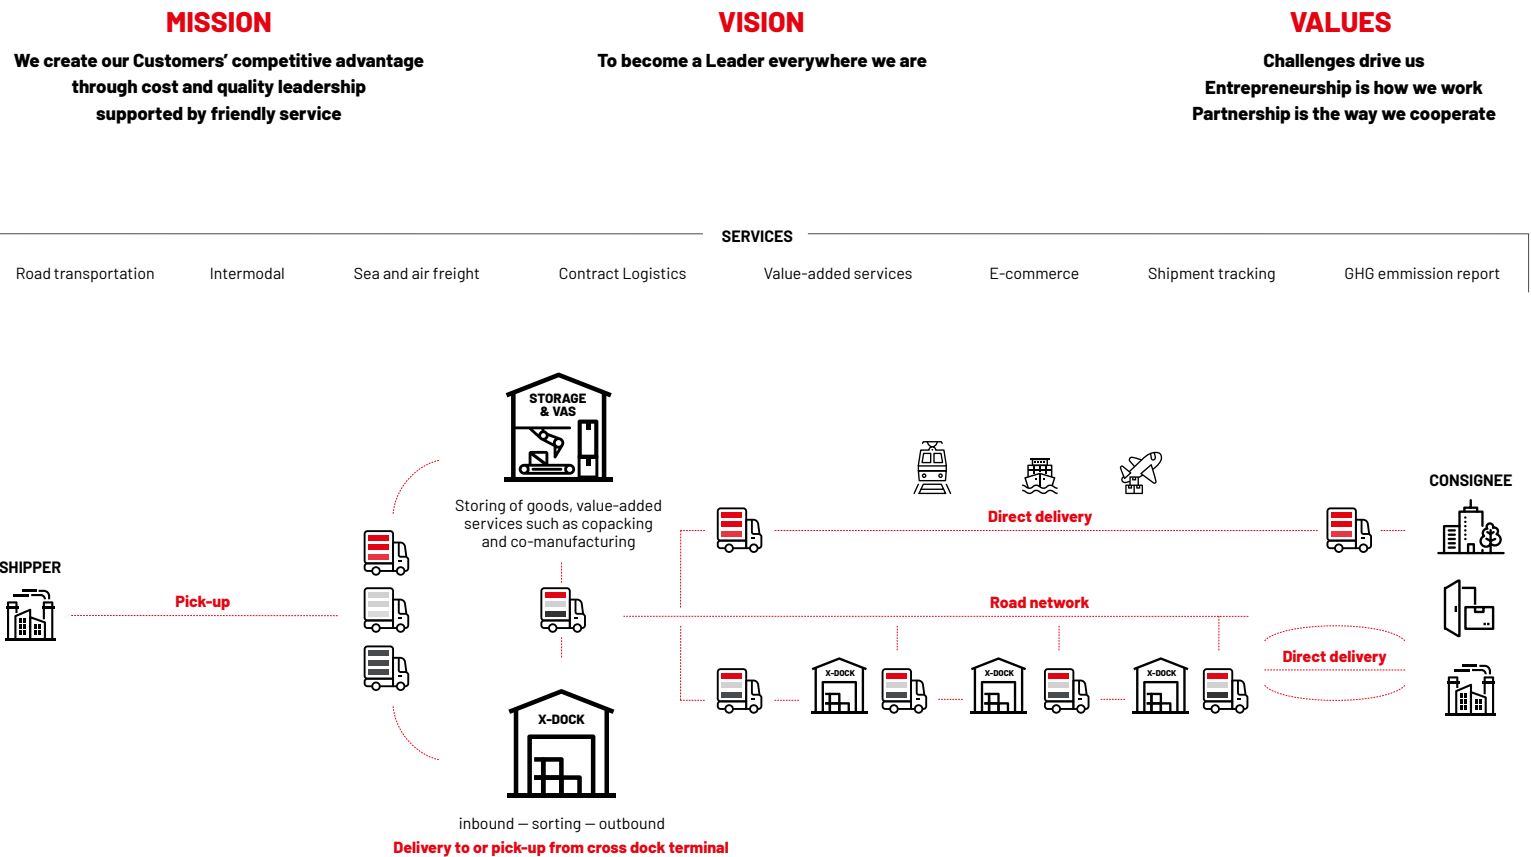 MISSION
We create our Customers’ competitive advantage
through cost and quality leadership
supported by friendly service
VISION
To become a Leader everywhere we are
VALUES
Challenges drive us
Entrepreneurship is how we work
Partnership is the way we cooperate
SERVICES
Road transportation
Intermodal
Sea and air freight
Contract Logistics
Value-added services
E-commerce
Shipment tracking
GHG emmission report
STORAGE
& VAS
Storing of goods, value-added
services such as copacking
and co-manufacturing
SHIPPER
Pick-up
Direct delivery
CONSIGNEE
Road network
X-DOCK
X-DOCK
X-DOCK
Direct delivery
X-DOCK
inbound – sorting – outbound
Delivery to or pick-up from cross dock terminal